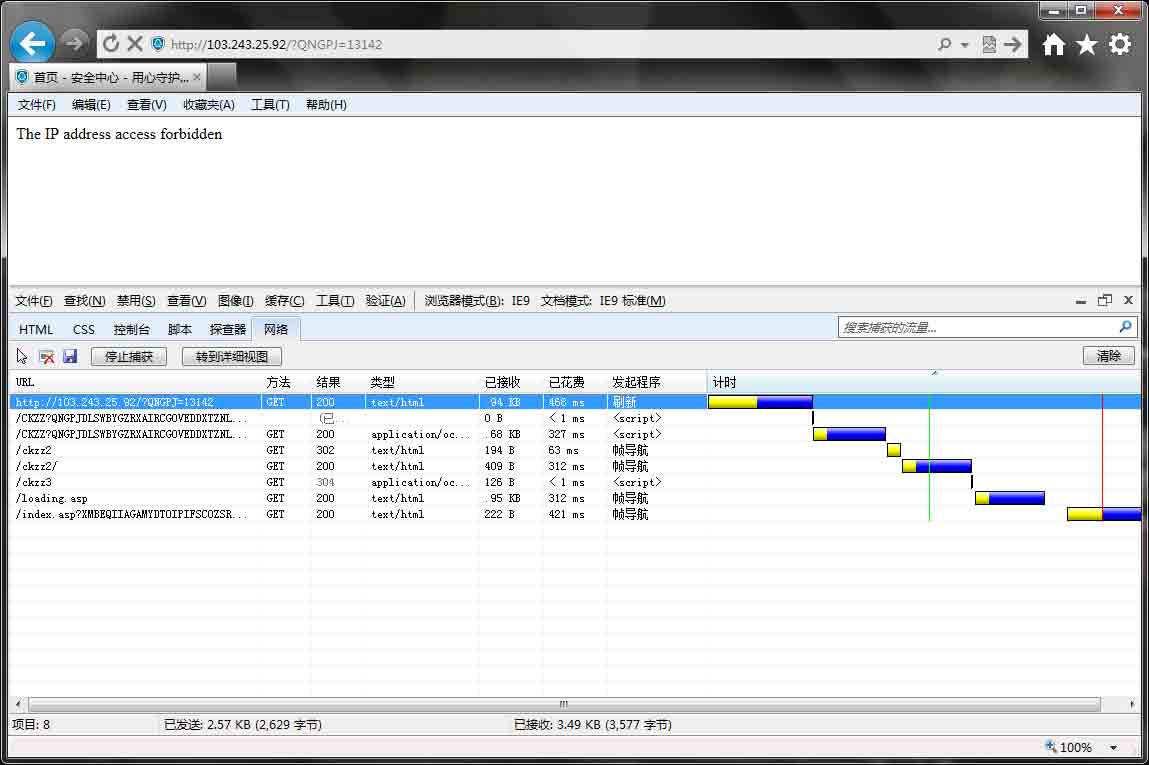 http://103.243.25.92/?QNGPJ=13142
首页 - 安全中心 - 用心守护...
文件(F) 编辑(E) 查看(V) 收藏夹(A) 工具(T) 帮助(H)
The IP address access forbidden
文件(F) 查找(N) 禁用(S) 查看(V) 图像(I) 缓存(C) 工具(T) 验证(A) 浏览器模式(B): IE9 文档模式: IE9 标准(M)
HTML CSS 控制台 脚本 探查器 网络 搜索捕获的流量...
停止捕获 转到详细视图 清除
URL 方法 结果 类型 已接收 已花费 发起程序 计时
http://103.243.25.92/?QNGPJ=13142 GET 200 text/html .94 KB 468 ms 刷新
/CKZZ?QNGPJDLSWBYGZRXAIRCGOVEDDXTZNL... (已... 0 B < 1 ms <script>
/CKZZ?QNGPJDLSWBYGZRXAIRCGOVEDDXTZNL... GET 200 application/oc... .68 KB 327 ms <script>
/ckzz2 GET 302 text/html 194 B 63 ms 帧导航
/ckzz2/ GET 200 text/html 409 B 312 ms 帧导航
/ckzz3 GET 304 application/oc... 126 B < 1 ms <script>
/loading.asp GET 200 text/html .95 KB 312 ms 帧导航
/index.asp?XMBEQIIAGAMYDTOIPIFSCOZSR... GET 200 text/html 222 B 421 ms 帧导航
项目: 8 已发送: 2.57 KB (2,629 字节) 已接收: 3.49 KB (3,577 字节)
100%